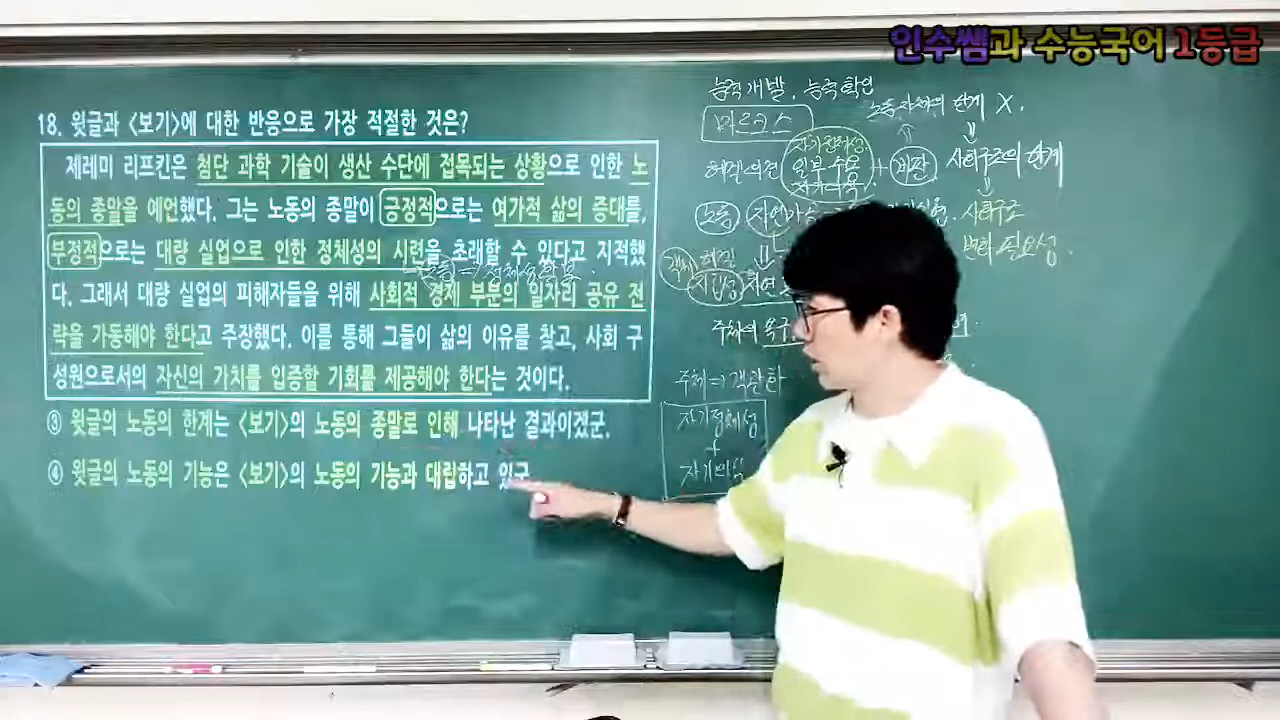 인수쌤과 수능국어 1등급
18. 윗글과 <보기>에 대한 반응으로 가장 적절한 것은?
제레미 리프킨은 첨단 과학 기술이 생산 수단에 접목되는 상황으로 인한 노
동의 종말을 예언했다. 그는 노동의 종말이 긍정적으로는 여가적 삶의 증대를,
부정적으로는 대량 실업으로 인한 정체성의 시련을 초래할 수 있다고 지적했
다. 그래서 대량 실업의 피해자들을 위해 사회적 경제 부분의 일자리 공유 전
략을 가동해야 한다고 주장했다. 이를 통해 그들이 삶의 이유를 찾고, 사회 구
성원으로서의 자신의 가치를 입증할 기회를 제공해야 한다는 것이다.
③ 윗글의 노동의 한계는 <보기>의 노동의 종말로 인해 나타난 결과이겠군.
④ 윗글의 노동의 기능은 <보기>의 노동의 기능과 대립하고 있군
능력 개발, 능력 확인
노동 자체의 한계 X.
마르크스
헤겔 의견
일부 수용
+ 비판
사회구조의 한계
노동
사회구조
변화 필요성.
객체
헤겔
자립성
자연
주체의 욕구
주체 ⇒ 객관화
자기정체성
+